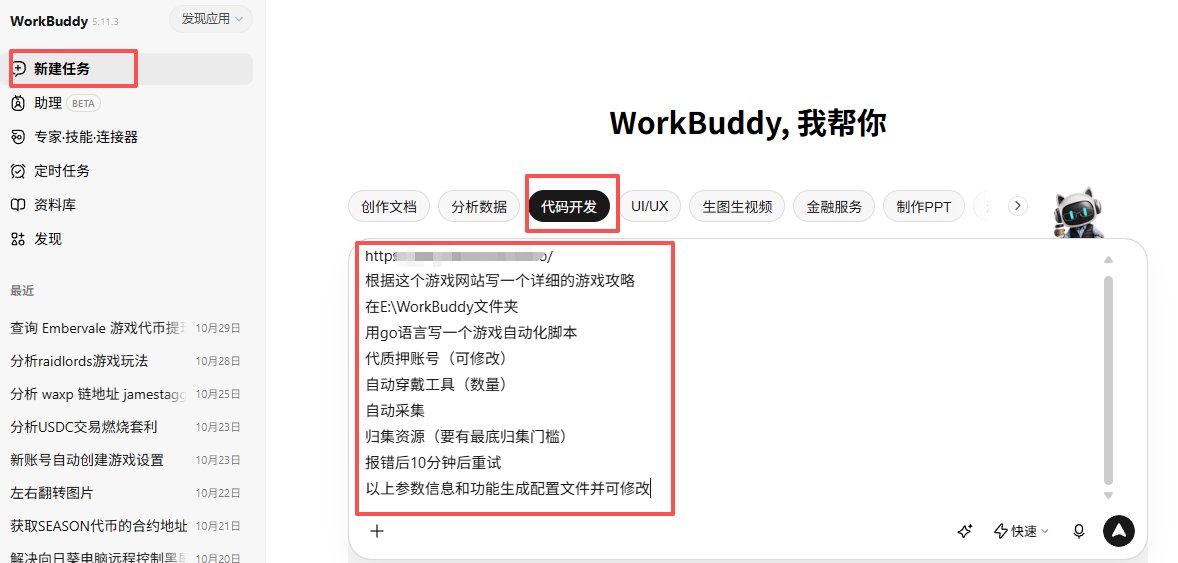 WorkBuddy 5.11.3
发现应用
新建任务
助理 BETA
专家·技能·连接器
定时任务
资料库
发现
最近
查询 Embervale 游戏代币提 10月29日
分析raidlords游戏玩法 10月28日
分析 waxp 链地址 jamestagg 10月25日
分析USDC交易燃烧套利 10月23日
新账号自动创建游戏设置 10月23日
左右翻转图片 10月23日
获取SEASON代币的合约地址 10月21日
解决向日葵电脑远程控制黑 10月20日
WorkBuddy, 我帮你
创作文档
分析数据
代码开发
UI/UX
生图生视频
金融服务
制作PPT
http o/
根据这个游戏网站写一个详细的游戏攻略
在E:\WorkBuddy文件夹
用go语言写一个游戏自动化脚本
代质押账号（可修改）
自动穿戴工具（数量）
自动采集
归集资源（要有最底归集门槛）
报错后10分钟后重试
以上参数信息和功能生成配置文件并可修改
快速